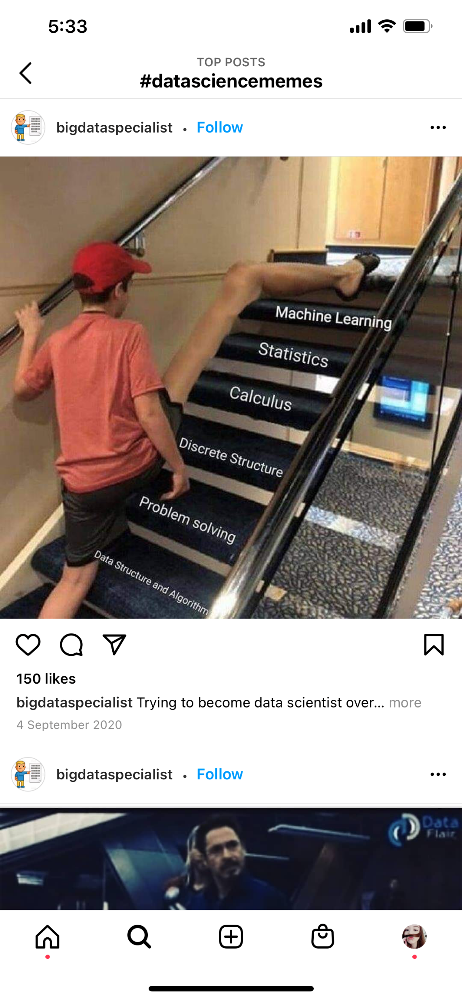 5:33
TOP POSTS
#datasciencememes
bigdataspecialist • Follow
Machine Learning
Statistics
Calculus
Discrete Structure
Problem solving
Data Structure and Algorithm
150 likes
bigdataspecialist Trying to become data scientist over... more
4 September 2020
bigdataspecialist • Follow
Data
Flair